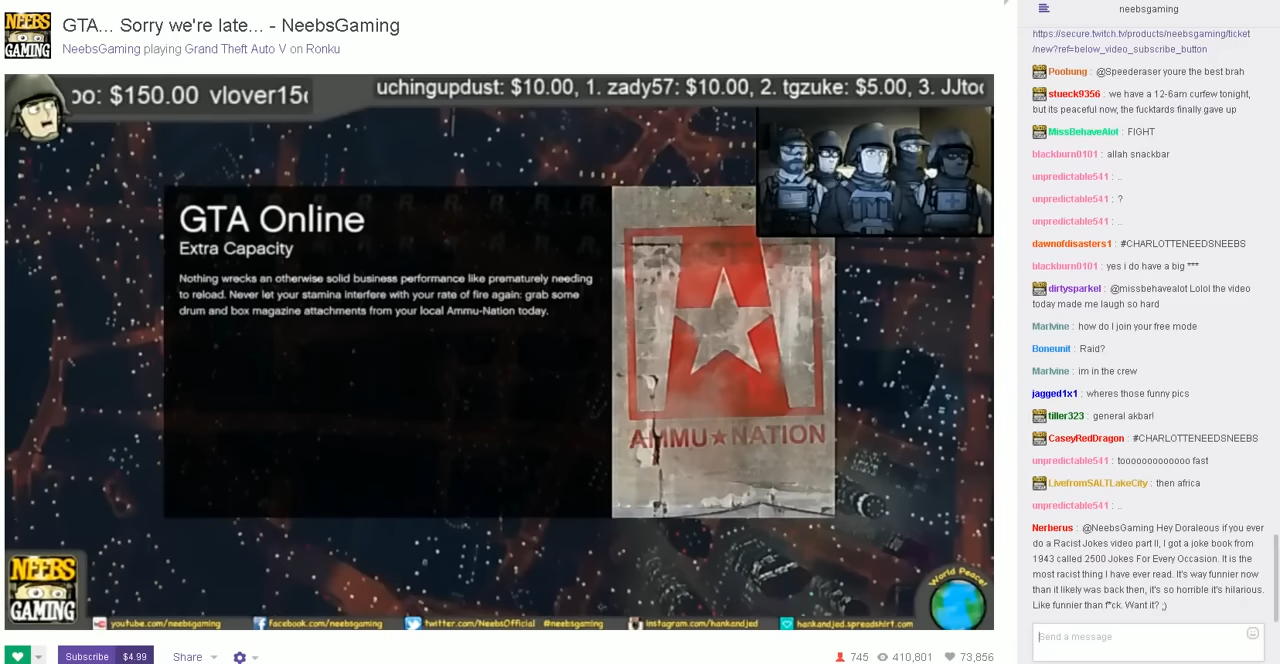 NEEBS
GAMING
GTA... Sorry we're late... - NeebsGaming
NeebsGaming playing Grand Theft Auto V on Ronku
oo: $150.00 vlover15
uchingupdust: $10.00, 1. zady57: $10.00, 2. tgzuke: $5.00, 3. JJto
GTA Online
Extra Capacity
Nothing wrecks an otherwise solid business performance like prematurely needing
to reload. Never let your stamina interfere with your rate of fire again: grab some
drum and box magazine attachments from your local Ammu-Nation today.
AMMU★NATION
NEEBS
GAMING
World Peace!
youtube.com/neebsgaming
facebook.com/neebsgaming
twitter.com/NeebsOfficial #neebsgaming
instagram.com/hankandjed
hankandjed.spreadshirt.com
Subscribe $4.99
Share
745 410,801 73,856
neebsgaming
https://secure.twitch.tv/products/neebsgaming/ticket
/new?ref=below_video_subscribe_button
Poobung : @Speederaser youre the best brah
stueck9356 : we have a 12-6am curfew tonight,
but its peaceful now, the fucktards finally gave up
MissBehaveAlot : FIGHT
blackburn0101 : allah snackbar
unpredictable541 : ..
unpredictable541 : ?
unpredictable541 : ..
dawnofdisasters1 : #CHARLOTTENEEDSNEEBS
blackburn0101 : yes i do have a big ***
dirtysparkel : @missbehavealot Lolol the video
today made me laugh so hard
Marlvine : how do I join your free mode
Boneunit : Raid?
Marlvine : im in the crew
jagged1x1 : wheres those funny pics
tiller323 : general akbar!
CaseyRedDragon : #CHARLOTTENEEDSNEEBS
unpredictable541 : tooooooooooooo fast
LivefromSALTLakeCity : then africa
unpredictable541 : ..
Nerberus : @NeebsGaming Hey Doraleous if you ever
do a Racist Jokes video part II, I got a joke book from
1943 called 2500 Jokes For Every Occasion. It is the
most racist thing I have ever read. It's way funnier now
than it likely was back then, it's so horrible it's hilarious.
Like funnier than f*ck. Want it? ;)
Send a message